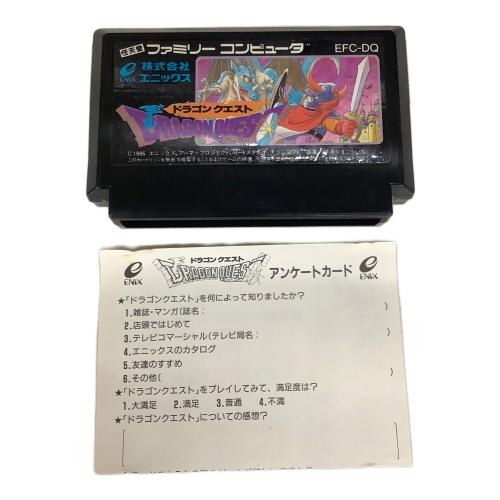 任天堂 ファミリー コンピュータ™ EFC-DQ
株式会社
エニックス
ドラゴン クエスト
DRAGON QUEST
ドラゴン クエスト
DRAGON QUEST アンケートカード
ENIX
ENIX
★「ドラゴンクエスト」を何によって知りましたか?
1.雑誌・マンガ(誌名: )
2.店頭ではじめて
3.テレビコマーシャル(テレビ局名: )
4.エニックスのカタログ
5.友達のすすめ
6.その他( )
★「ドラゴンクエスト」をプレイしてみて、満足度は?
1.大満足 2.満足 3.普通 4.不満
★「ドラゴンクエスト」についての感想?